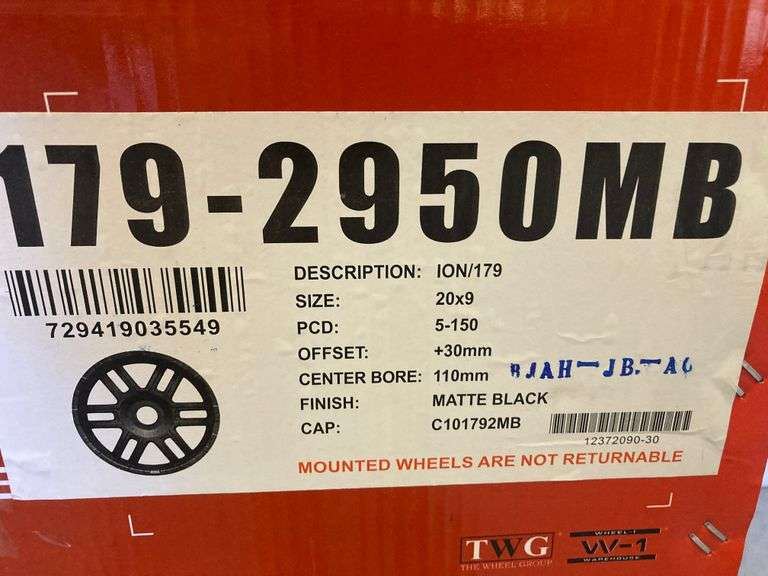 179-2950MB
729419035549
DESCRIPTION: ION/179
SIZE: 20x9
PCD: 5-150
OFFSET: +30mm
CENTER BORE: 110mm
FINISH: MATTE BLACK
CAP: C101792MB
12372090-30
MOUNTED WHEELS ARE NOT RETURNABLE
TWG
THE WHEEL GROUP
WHEEL-1
W-1
WAREHOUSE